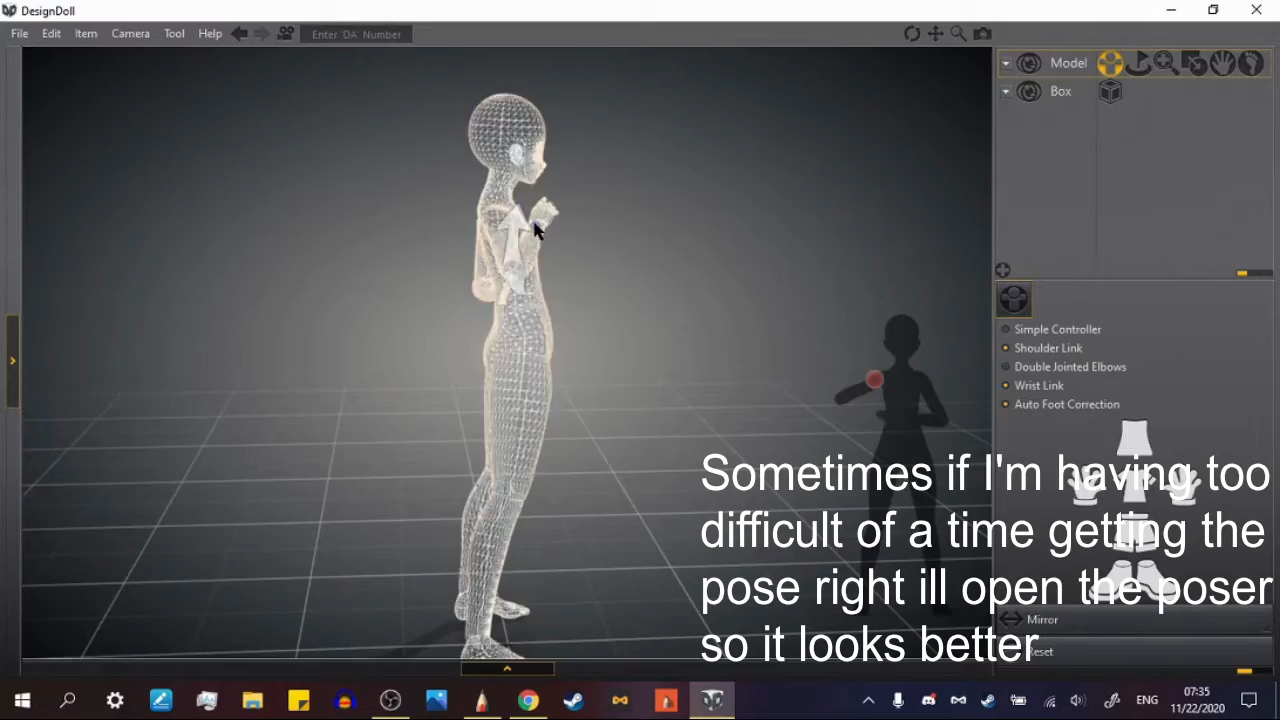 DesignDoll
File Edit Item Camera Tool Help Enter 'DA' Number
Model
Box
Simple Controller
Shoulder Link
Double Jointed Elbows
Wrist Link
Auto Foot Correction
Sometimes if I'm having too
difficult of a time getting the
pose right ill open the poser
so it looks better
Mirror
Reset
ENG
07:35
11/22/2020